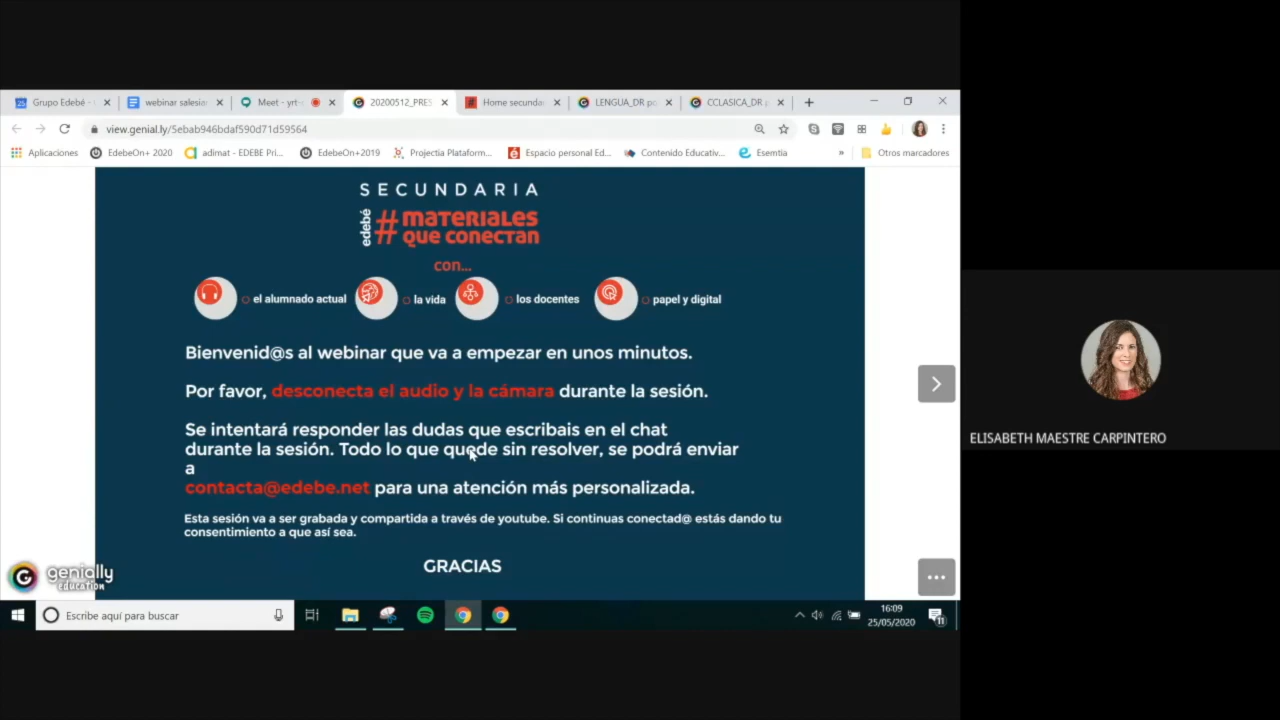 Grupo Edebé -
webinar salesia
Meet - yrt-
20200512_PRES
Home secundar
LENGUA_DR po
CCLASICA_DR p
view.genial.ly/5ebab946bdaf590d71d59564
Aplicaciones
EdebeOn+ 2020
adimat - EDEBE Pri...
EdebeOn+2019
Projectia Plataform...
Espacio personal Ed...
Contenido Educativ...
Esemtia
»
Otros marcadores
SECUNDARIA
edebé
#materiales
que conectan
con...
el alumnado actual
la vida
los docentes
papel y digital
Bienvenid@s al webinar que va a empezar en unos minutos.
Por favor, desconecta el audio y la cámara durante la sesión.
Se intentará responder las dudas que escribais en el chat
durante la sesión. Todo lo que quede sin resolver, se podrá enviar
a
contacta@edebe.net para una atención más personalizada.
Esta sesión va a ser grabada y compartida a través de youtube. Si continuas conectad@ estás dando tu
consentimiento a que así sea.
GRACIAS
genially
education
ELISABETH MAESTRE CARPINTERO
Escribe aquí para buscar
16:09
25/05/2020